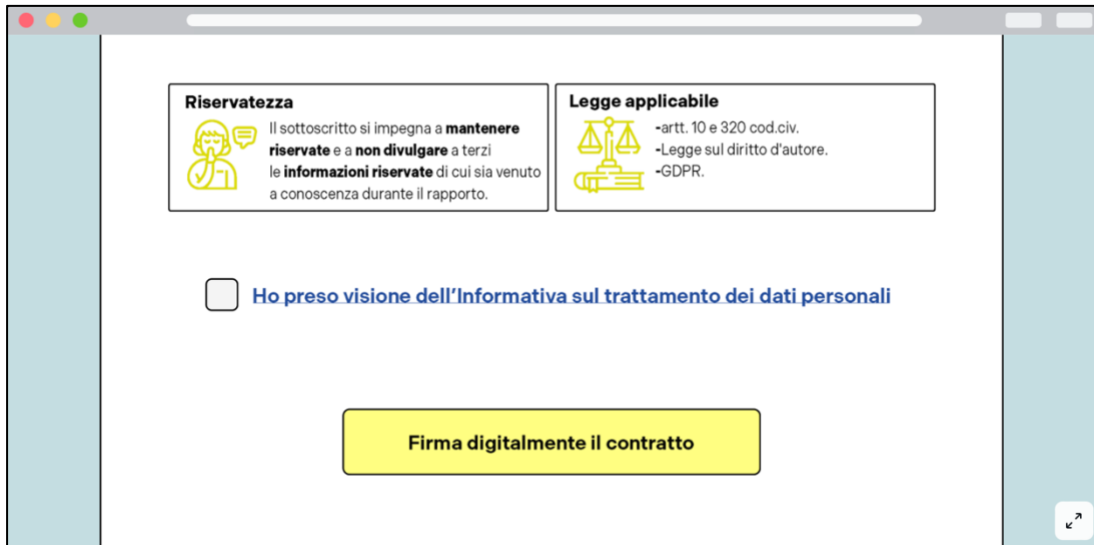 Riservatezza
Il sottoscritto si impegna a mantenere
riservate e a non divulgare a terzi
le informazioni riservate di cui sia venuto
a conoscenza durante il rapporto.
Legge applicabile
-artt. 10 e 320 cod.civ.
-Legge sul diritto d'autore.
-GDPR.
Ho preso visione dell’Informativa sul trattamento dei dati personali
Firma digitalmente il contratto